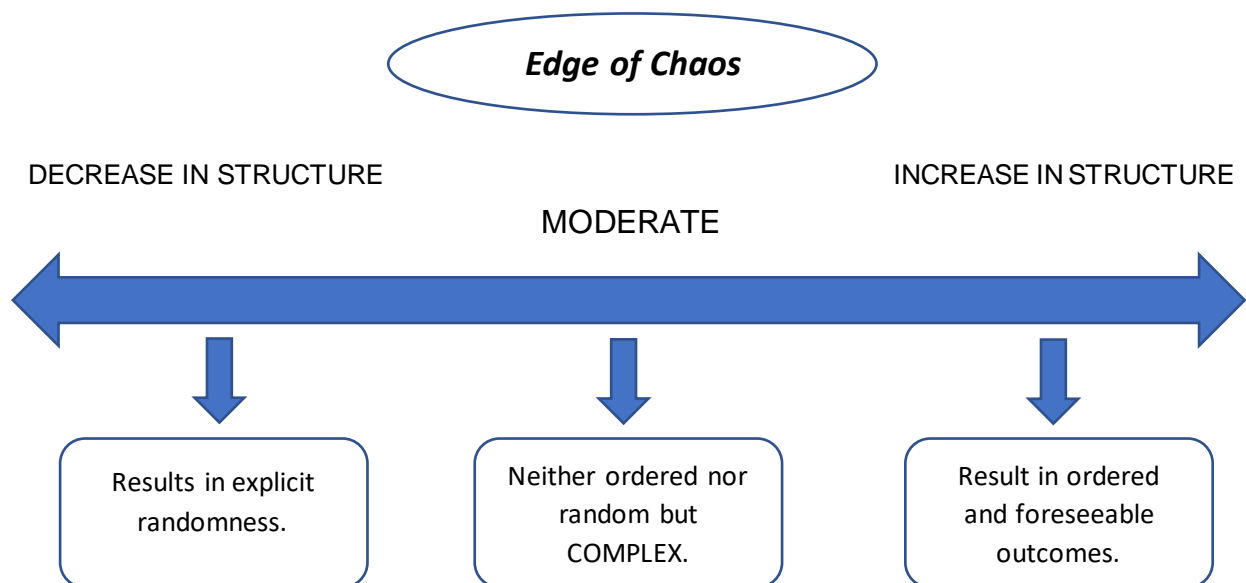 Edge of Chaos
DECREASE IN STRUCTURE
INCREASE IN STRUCTURE
MODERATE
Results in explicit
randomness.
Neither ordered nor
random but
COMPLEX.
Result in ordered
and foreseeable
outcomes.